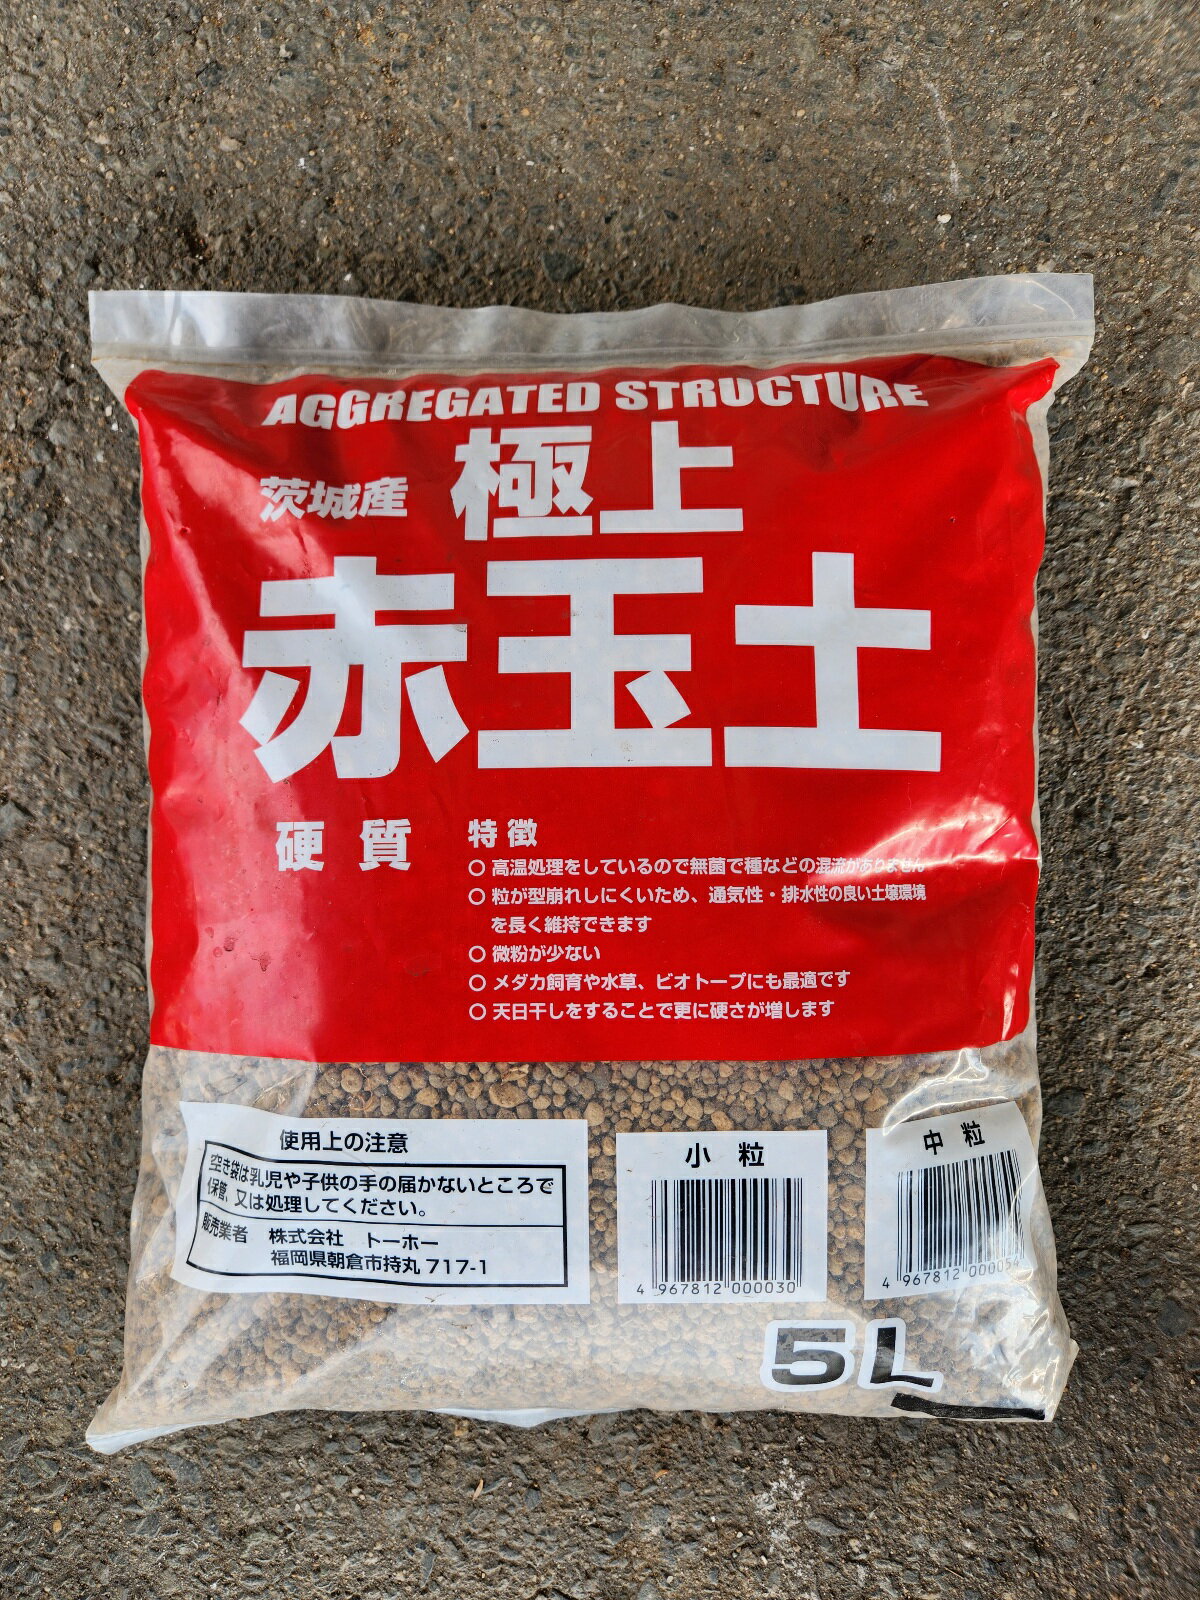 AGGREGATED STRUCTURE
茨城産 極上
赤玉土
硬質
特徴
○ 高温処理をしているので無菌で種などの混流がありません
○ 粒が型崩れしにくいため、通気性・排水性の良い土壌環境
を長く維持できます
○ 微粉が少ない
○ メダカ飼育や水草、ビオトープにも最適です
○ 天日干しをすることで更に硬さが増します
使用上の注意
空き袋は乳児や子供の手の届かないところで
保管、又は処理してください。
販売業者 株式会社 トーホー
福岡県朝倉市持丸 717-1
小粒
4 967812 000030
中粒
4 967812 000054
5L